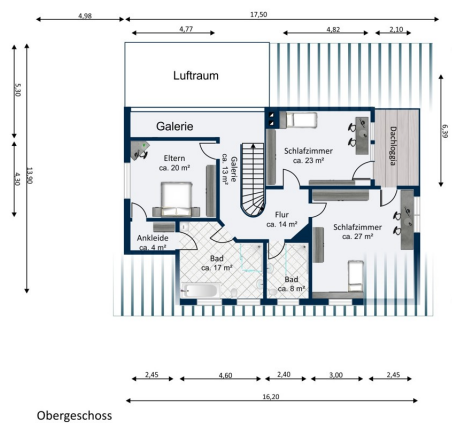 4,98
17,50
4,77
4,82
2,10
Luftraum
5,30
13,90
4,30
6,39
Galerie
Galerie
ca. 13 m²
Schlafzimmer
ca. 23 m²
Dachloggia
Eltern
ca. 20 m²
Flur
ca. 14 m²
Schlafzimmer
ca. 27 m²
Ankleide
ca. 4 m²
Bad
ca. 17 m²
Bad
ca. 8 m²
2,45
4,60
2,40
3,00
2,45
16,20
Obergeschoss